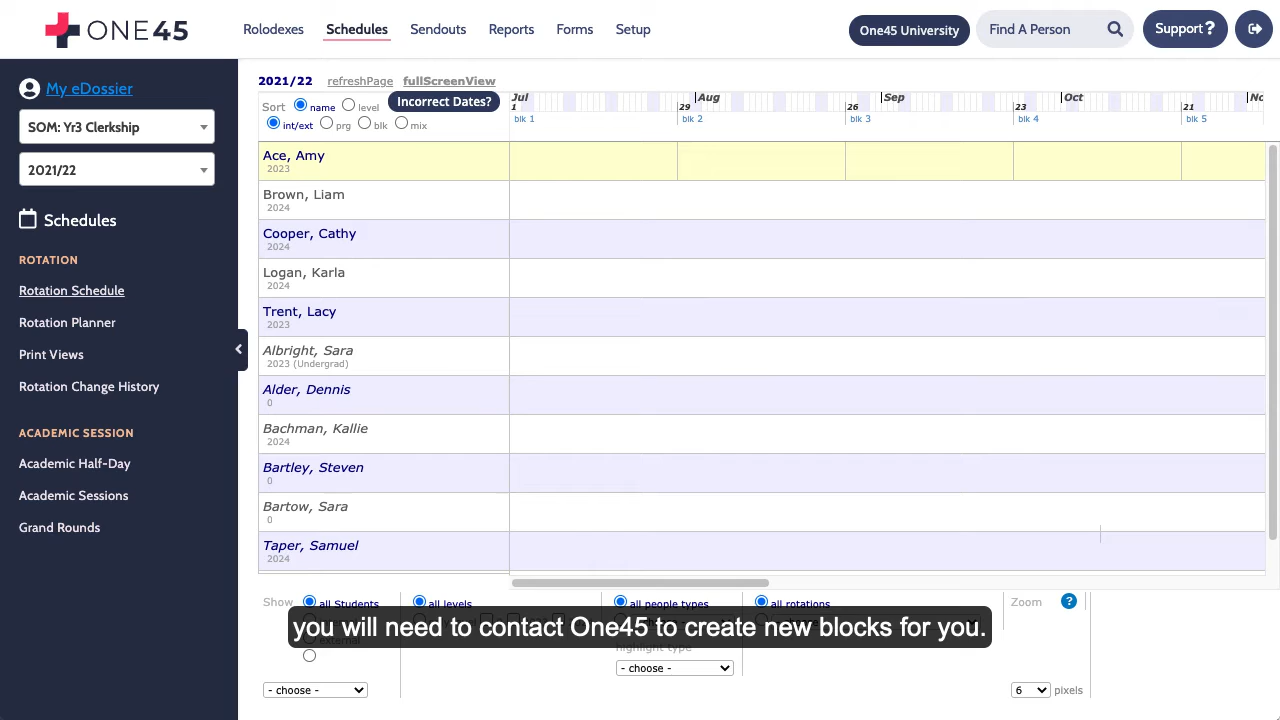 ONE45
Rolodexes Schedules Sendouts Reports Forms Setup
One45 University
Find A Person
Support?
My eDossier
SOM: Yr3 Clerkship
2021/22
Schedules
ROTATION
Rotation Schedule
Rotation Planner
Print Views
Rotation Change History
ACADEMIC SESSION
Academic Half-Day
Academic Sessions
Grand Rounds
2021/22 refreshPage fullScreenView
Sort name level Incorrect Dates?
int/ext prg blk mix
Jul Aug Sep Oct No
1 29 26 23 21
blk 1 blk 2 blk 3 blk 4 blk 5
Ace, Amy
2023
Brown, Liam
2024
Cooper, Cathy
2024
Logan, Karla
2024
Trent, Lacy
2023
Albright, Sara
2023 (Undergrad)
Alder, Dennis
0
Bachman, Kallie
2024
Bartley, Steven
0
Bartow, Sara
0
Taper, Samuel
2024
Show all Students all levels all people types all rotations Zoom ?
you will need to contact One45 to create new blocks for you.
external
highlight type
- choose -
- choose -
6 pixels